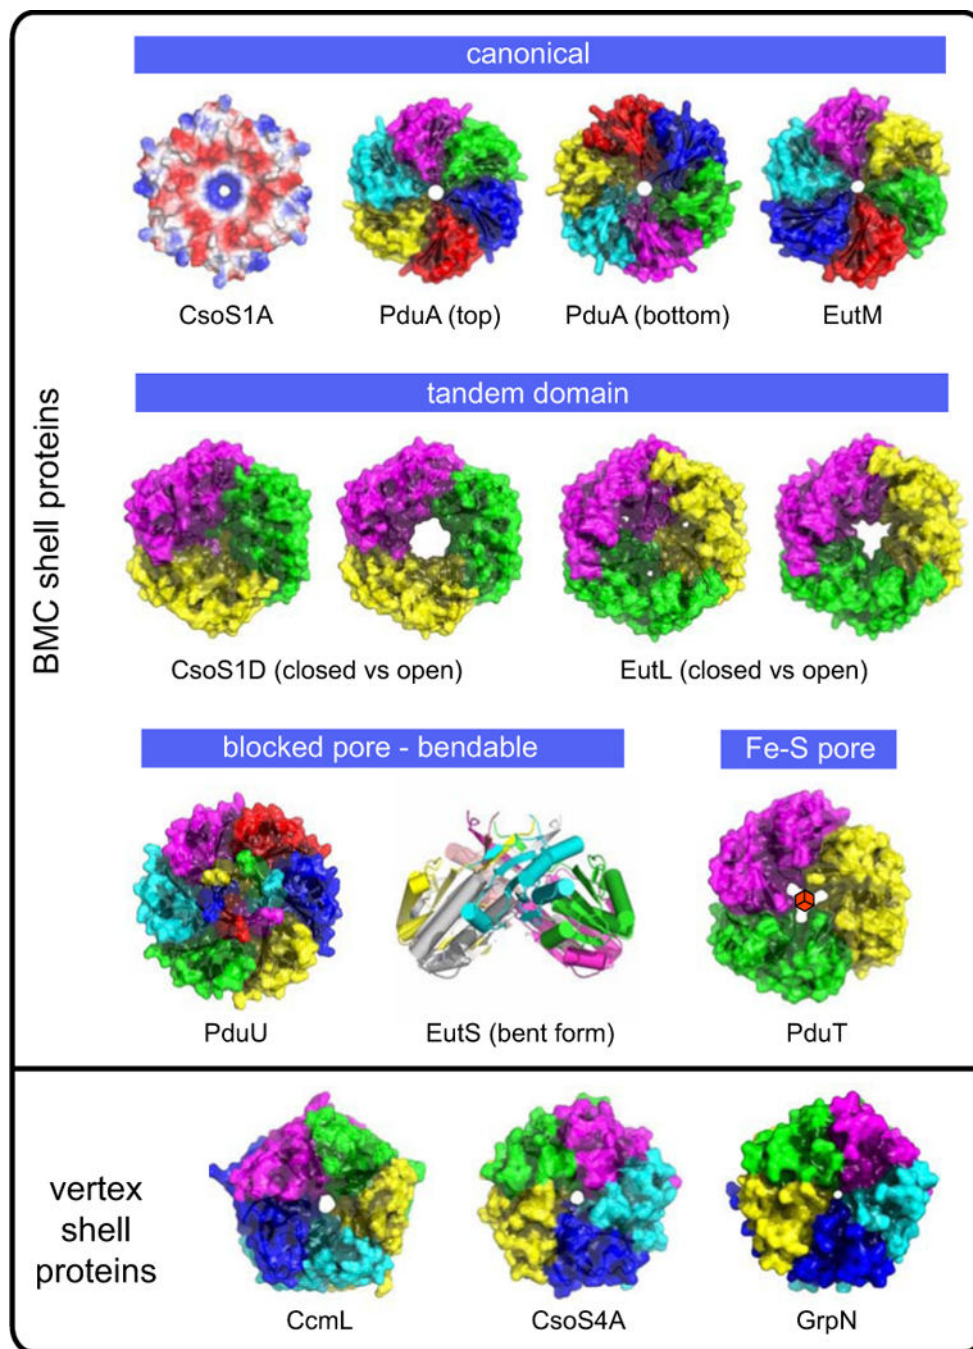 canonical
CsoS1A
PduA (top)
PduA (bottom)
EutM
BMC shell proteins
tandem domain
CsoS1D (closed vs open)
EutL (closed vs open)
blocked pore - bendable
Fe-S pore
PduU
EutS (bent form)
PduT
vertex
shell
proteins
CcmL
CsoS4A
GrpN